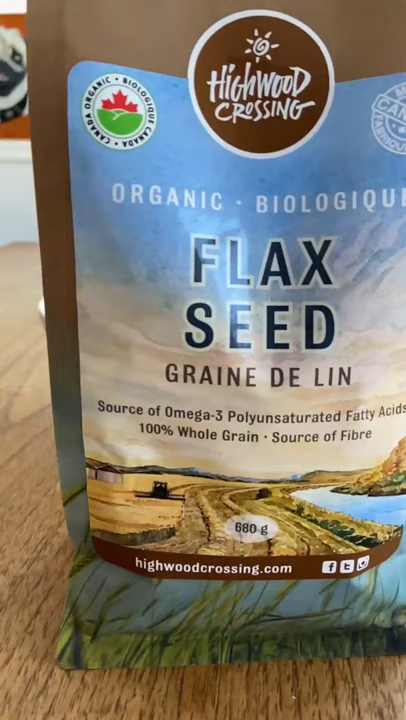 HIGHWOOD
CROSSING
CANADA ORGANIC • BIOLOGIQUE CANADA
ORGANIC · BIOLOGIQUE
FLAX
SEED
GRAINE DE LIN
Source of Omega-3 Polyunsaturated Fatty Acids
100% Whole Grain · Source of Fibre
680 g
highwoodcrossing.com